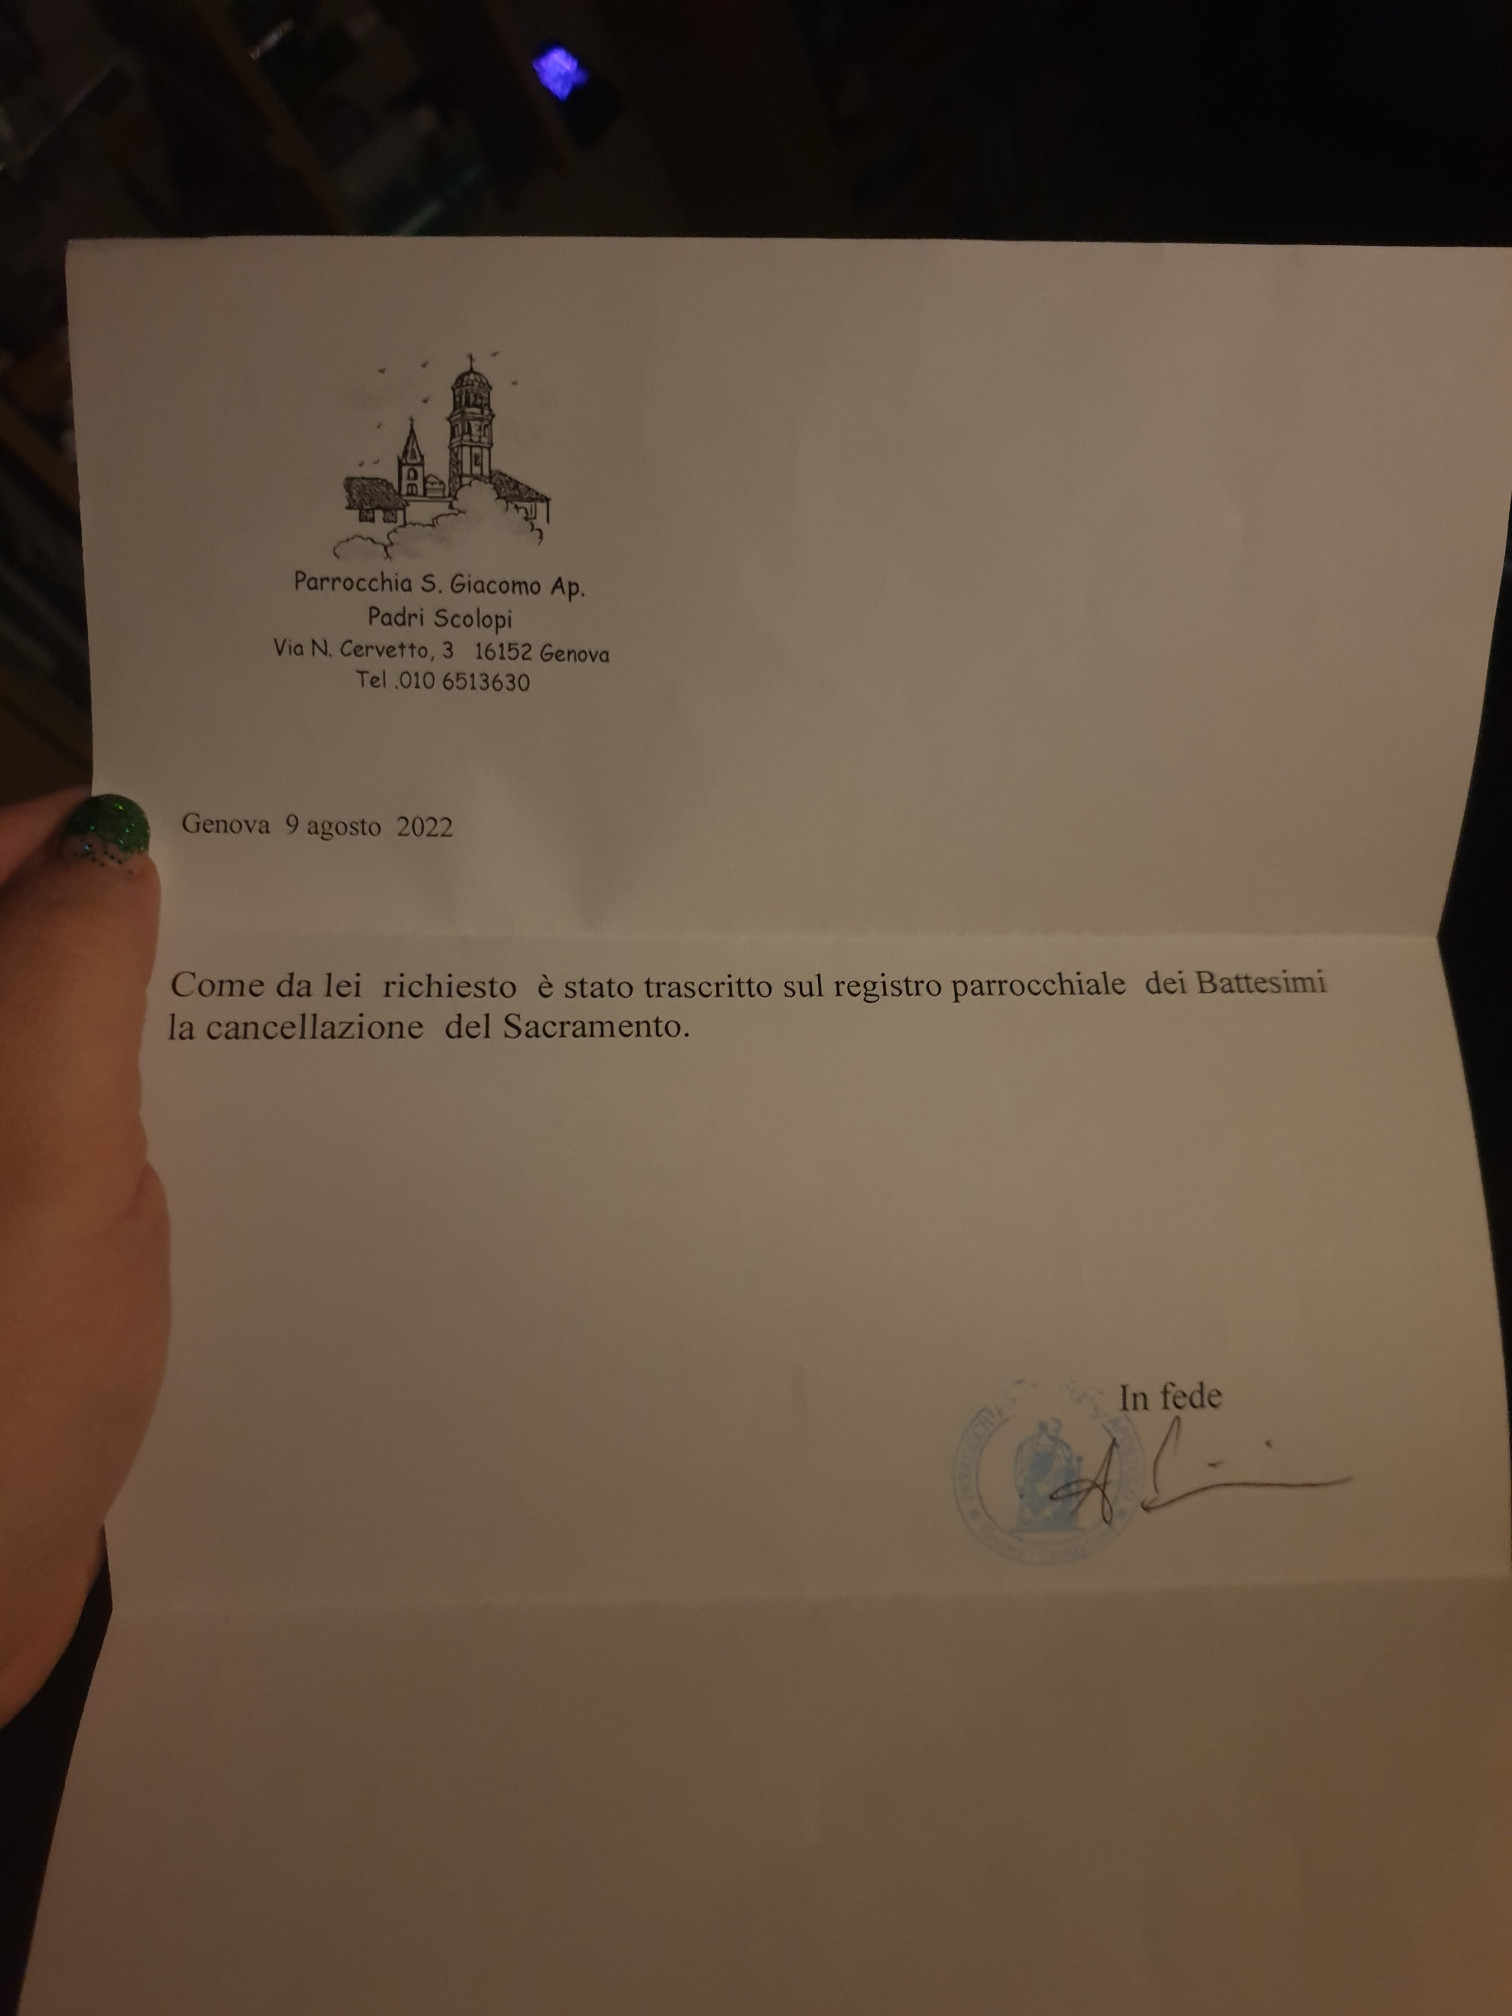 Parrocchia S. Giacomo Ap.
Padri Scolopi
Via N. Cervetto, 3 16152 Genova
Tel .010 6513630
Genova 9 agosto 2022
Come da lei richiesto è stato trascritto sul registro parrocchiale dei Battesimi
la cancellazione del Sacramento.
In fede